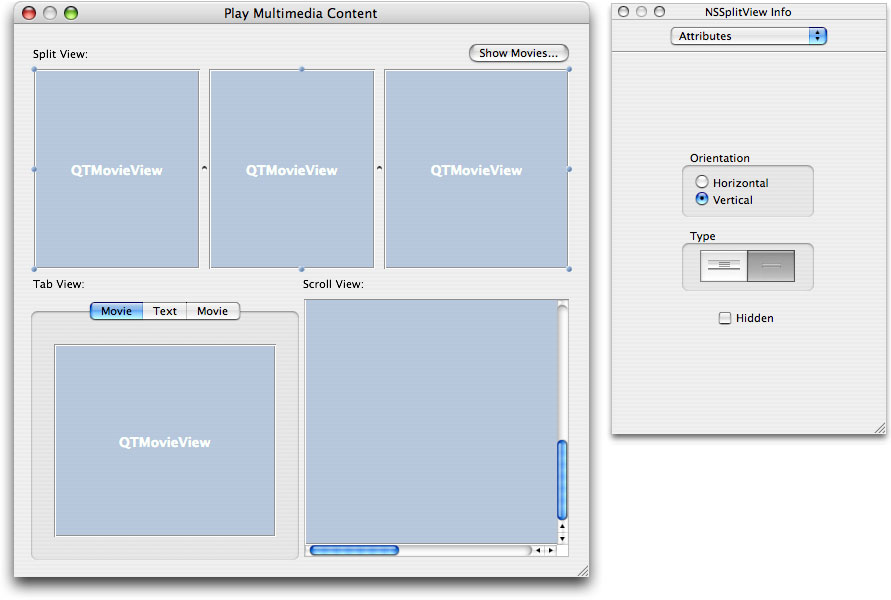 Play Multimedia Content
Split View:
Show Movies...
QTMovieView
QTMovieView
QTMovieView
Tab View:
Scroll View:
Movie
Text
Movie
QTMovieView
NSSplitView Info
Attributes
Orientation
Horizontal
Vertical
Type
Hidden